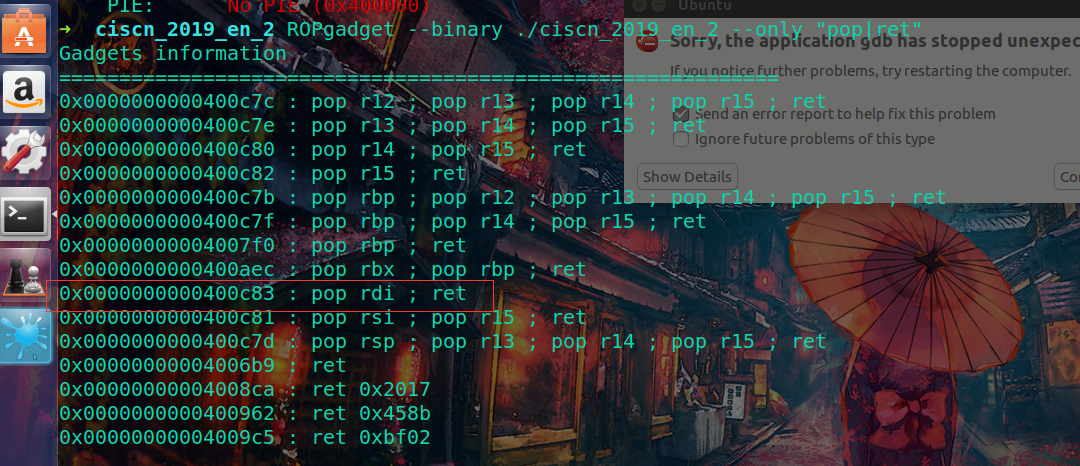 PIE:      No PIE (0x400000)
Ubuntu
➜  ciscn_2019_en_2 ROPgadget --binary ./ciscn_2019_en_2 --only "pop|ret"
Sorry, the application gdb has stopped unexpec
Gadgets information
If you notice further problems, try restarting the computer.
============================================================
0x0000000000400c7c : pop r12 ; pop r13 ; pop r14 ; pop r15 ; ret
Send an error report to help fix this problem
0x0000000000400c7e : pop r13 ; pop r14 ; pop r15 ; ret
Ignore future problems of this type
0x0000000000400c80 : pop r14 ; pop r15 ; ret
0x0000000000400c82 : pop r15 ; ret
Show Details
Co
0x0000000000400c7b : pop rbp ; pop r12 ; pop r13 ; pop r14 ; pop r15 ; ret
0x0000000000400c7f : pop rbp ; pop r14 ; pop r15 ; ret
0x00000000004007f0 : pop rbp ; ret
0x0000000000400aec : pop rbx ; pop rbp ; ret
0x0000000000400c83 : pop rdi ; ret
0x0000000000400c81 : pop rsi ; pop r15 ; ret
0x0000000000400c7d : pop rsp ; pop r13 ; pop r14 ; pop r15 ; ret
0x00000000004006b9 : ret
0x00000000004008ca : ret 0x2017
0x0000000000400962 : ret 0x458b
0x00000000004009c5 : ret 0xbf02